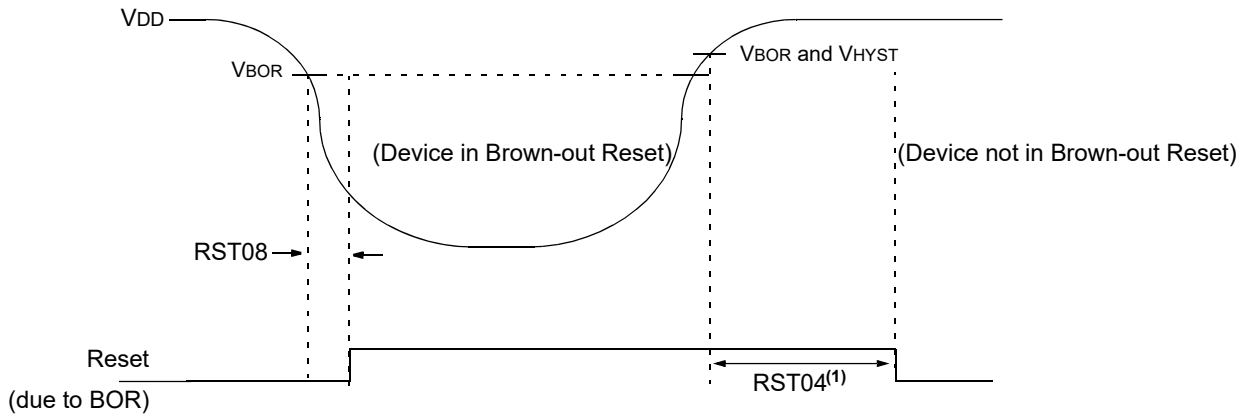 VDD
VBOR and VHYST
VBOR
(Device in Brown-out Reset)
(Device not in Brown-out Reset)
RST08
Reset
(due to BOR)
RST04(1)